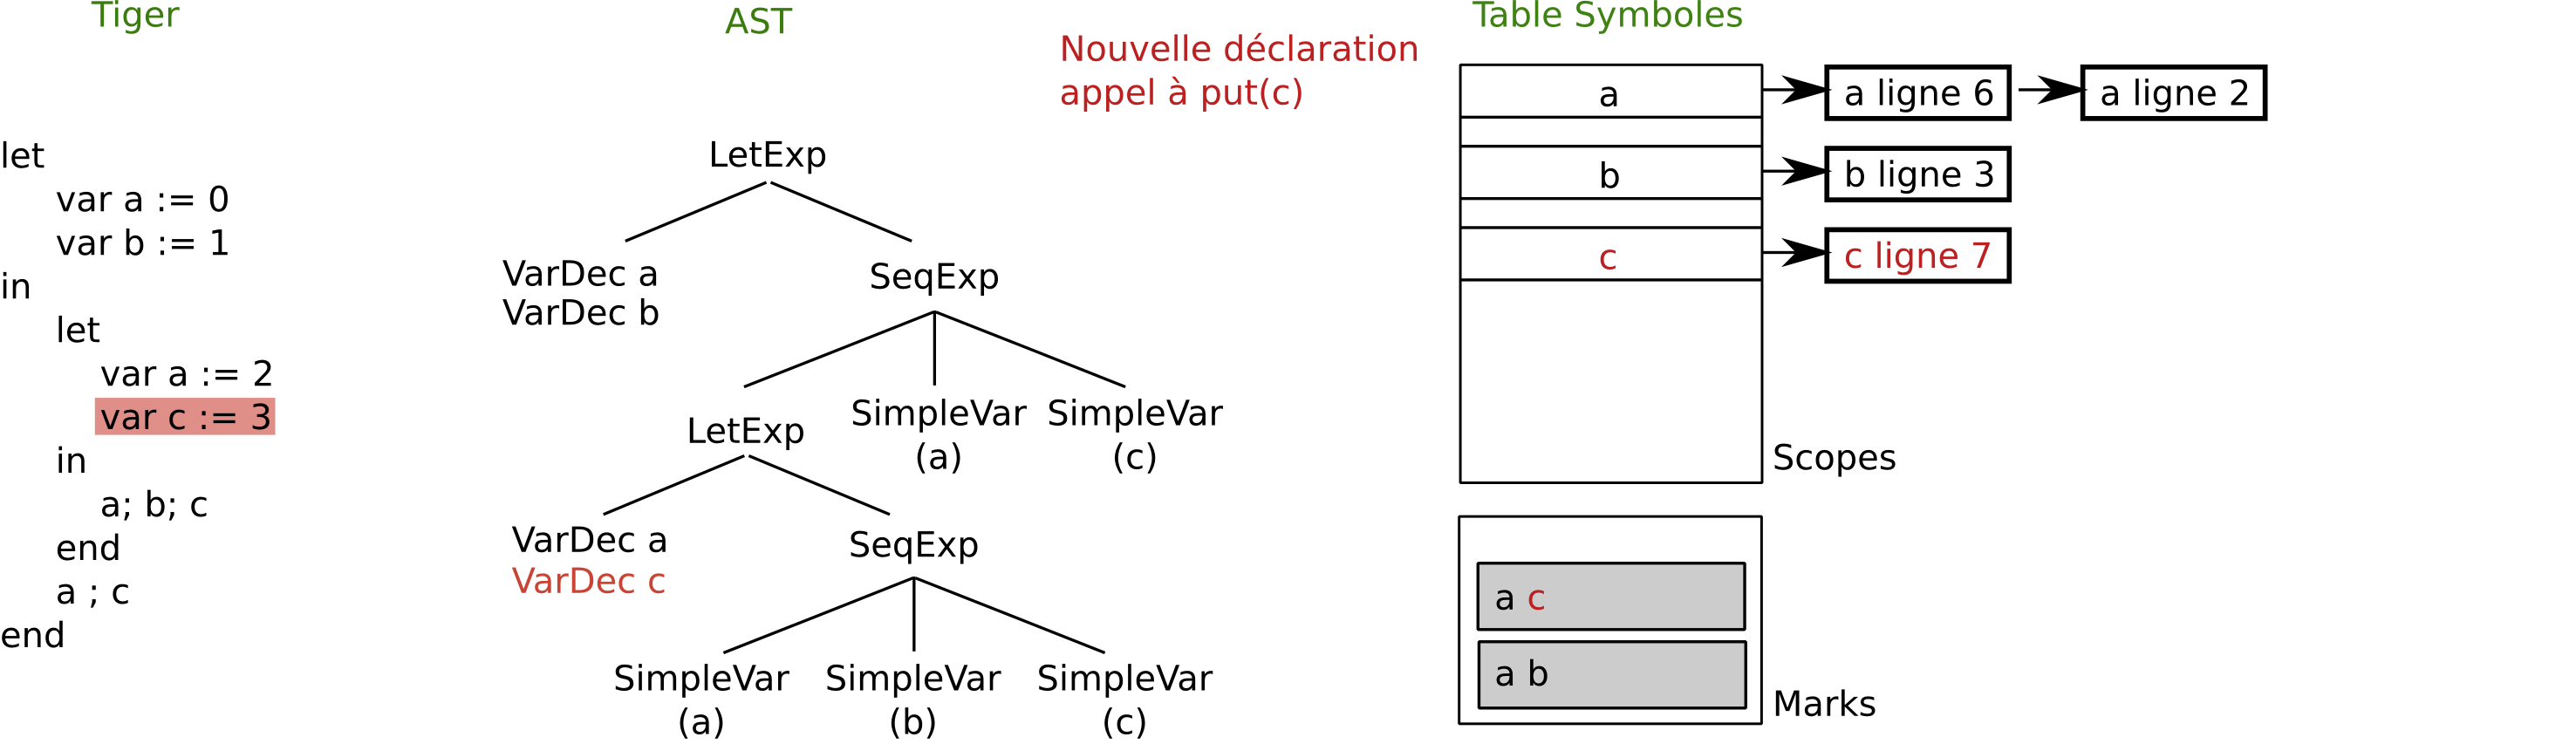 Tiger
let
var a := 0
var b := 1
in
let
var a := 2
var c := 3
in
a; b; c
end
a ; c
end
AST
LetExp
VarDec a
VarDec b
SeqExp
LetExp
SimpleVar
(a)
SimpleVar
(c)
VarDec a
VarDec c
SeqExp
SimpleVar
(a)
SimpleVar
(b)
SimpleVar
(c)
Nouvelle déclaration
appel à put(c)
Table Symboles
a
a ligne 6
a ligne 2
b
b ligne 3
c
c ligne 7
Scopes
a c
a b
Marks